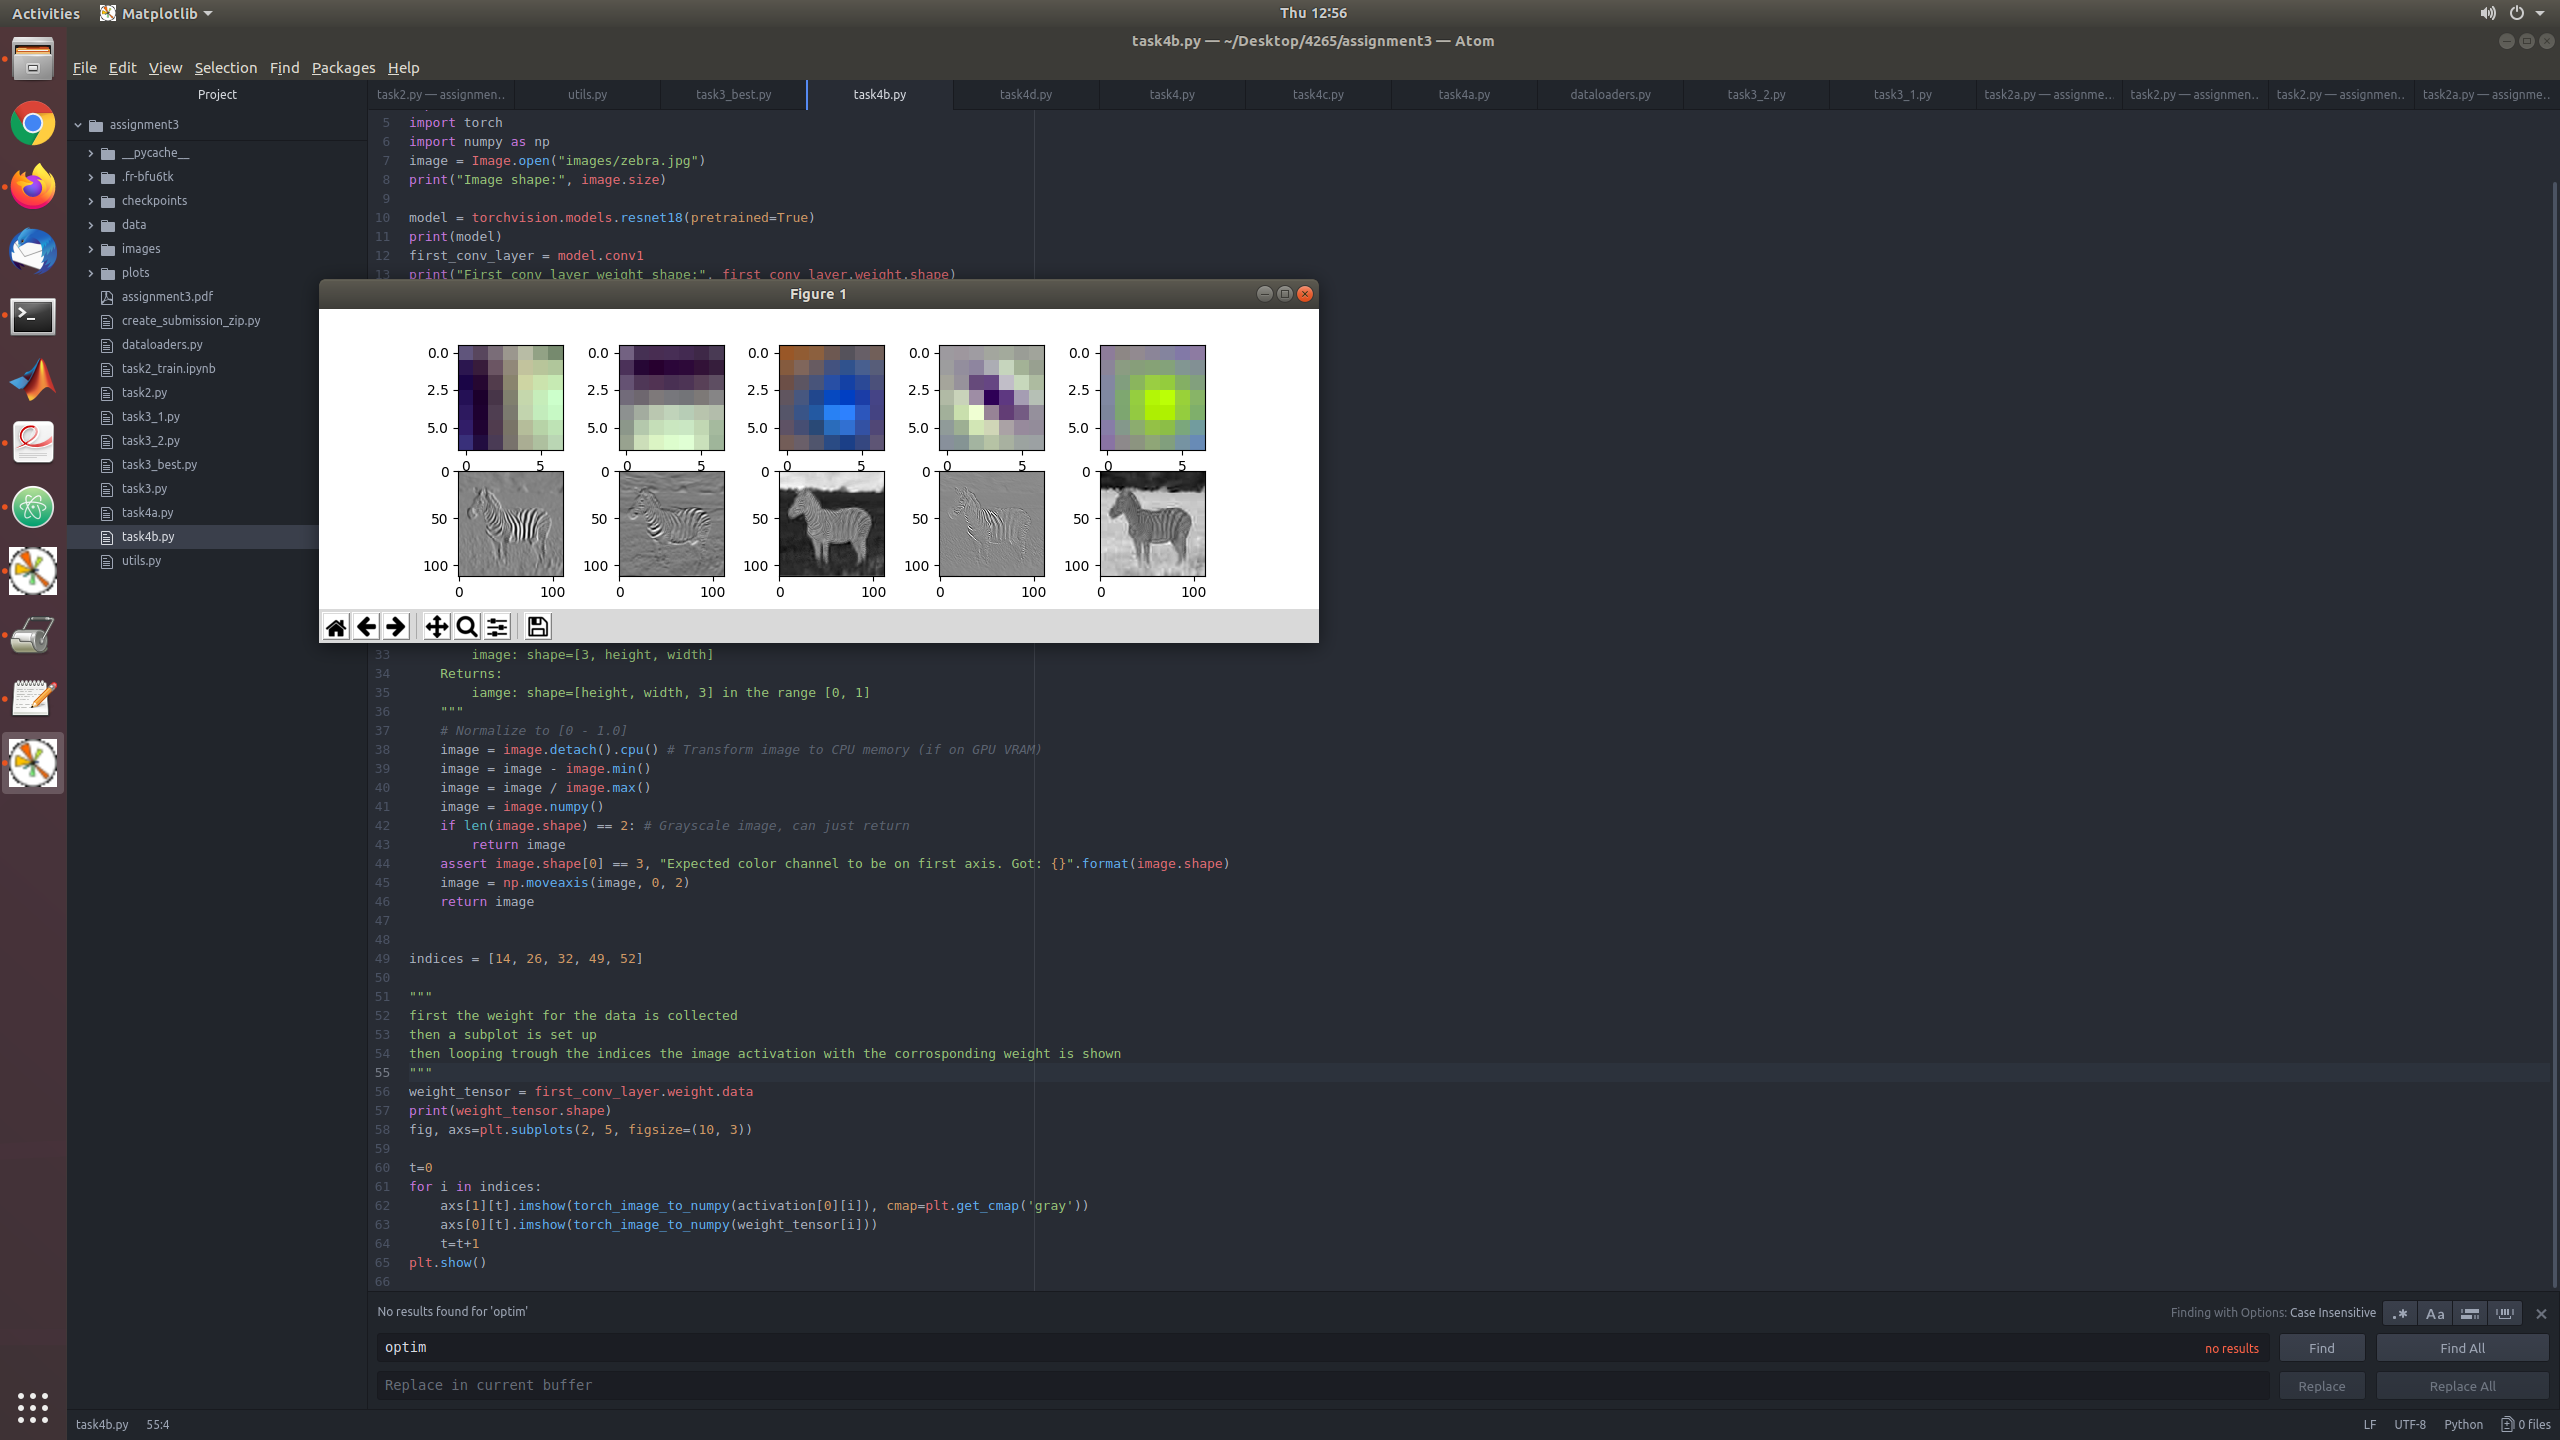 Activities
Matplotlib
Thu 12:56
task4b.py — ~/Desktop/4265/assignment3 — Atom
File Edit View Selection Find Packages Help
Project
task2.py — assignmen..
utils.py
task3_best.py
task4b.py
task4d.py
task4.py
task4c.py
task4a.py
dataloaders.py
task3_2.py
task3_1.py
task2a.py — assignme..
task2.py — assignmen..
task2.py — assignmen..
task2a.py — assignme..
assignment3
__pycache__
.fr-bfu6tk
checkpoints
data
images
plots
assignment3.pdf
create_submission_zip.py
dataloaders.py
task2_train.ipynb
task2.py
task3_1.py
task3_2.py
task3_best.py
task3.py
task4a.py
task4b.py
utils.py
5 import torch
6 import numpy as np
7 image = Image.open("images/zebra.jpg")
8 print("Image shape:", image.size)
9
10 model = torchvision.models.resnet18(pretrained=True)
11 print(model)
12 first_conv_layer = model.conv1
13 print("First conv layer weight shape:", first_conv_layer.weight.shape)
Figure 1
0.0 0.0 0.0 0.0 0.0
2.5 2.5 2.5 2.5 2.5
5.0 5.0 5.0 5.0 5.0
0 5 0 5 0 5 0 5 0 5
0 0 0 0 0
50 50 50 50 50
100 100 100 100 100
0 100 0 100 0 100 0 100 0 100
33 image: shape=[3, height, width]
34 Returns:
35 iamge: shape=[height, width, 3] in the range [0, 1]
36 """
37 # Normalize to [0 - 1.0]
38 image = image.detach().cpu() # Transform image to CPU memory (if on GPU VRAM)
39 image = image - image.min()
40 image = image / image.max()
41 image = image.numpy()
42 if len(image.shape) == 2: # Grayscale image, can just return
43 return image
44 assert image.shape[0] == 3, "Expected color channel to be on first axis. Got: {}".format(image.shape)
45 image = np.moveaxis(image, 0, 2)
46 return image
47
48
49 indices = [14, 26, 32, 49, 52]
50
51 """
52 first the weight for the data is collected
53 then a subplot is set up
54 then looping trough the indices the image activation with the corrosponding weight is shown
55 """
56 weight_tensor = first_conv_layer.weight.data
57 print(weight_tensor.shape)
58 fig, axs=plt.subplots(2, 5, figsize=(10, 3))
59
60 t=0
61 for i in indices:
62 axs[1][t].imshow(torch_image_to_numpy(activation[0][i]), cmap=plt.get_cmap('gray'))
63 axs[0][t].imshow(torch_image_to_numpy(weight_tensor[i]))
64 t=t+1
65 plt.show()
66
No results found for 'optim'
Finding with Options: Case Insensitive
.* Aa
optim
no results
Find
Find All
Replace in current buffer
Replace
Replace All
task4b.py 55:4
LF UTF-8 Python 0 files